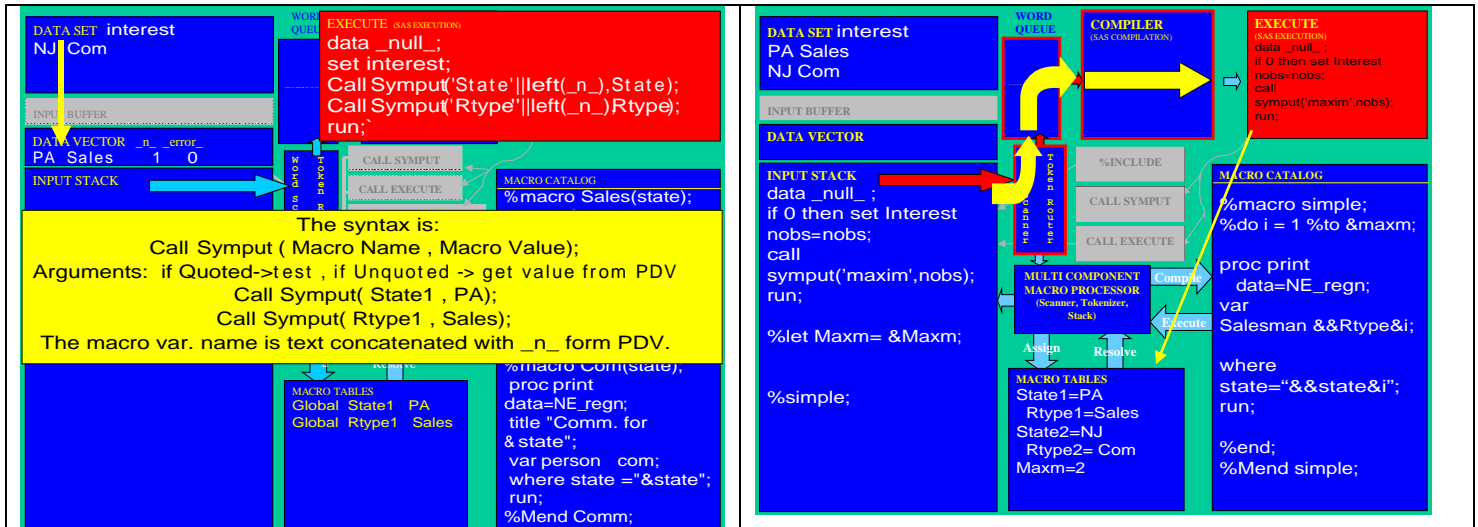 DATA SET interest
NJ Com
INPUT BUFFER
DATA VECTOR _n_ _error_
PA Sales 1 0
INPUT STACK
EXECUTE (SAS EXECUTION)
data _null_;
set interest;
Call Symput('State'||left(_n_),State);
Call Symput('Rtype'||left(_n_),Rtype);
run;`
CALL SYMPUT
CALL EXECUTE
MACRO CATALOG
%macro Sales(state);
The syntax is:
Call Symput ( Macro Name , Macro Value);
Arguments: if Quoted->test , if Unquoted -> get value from PDV
Call Symput( State1 , PA);
Call Symput( Rtype1 , Sales);
The macro var. name is text concatenated with _n_ form PDV.
MACRO TABLES
Global State1 PA
Global Rtype1 Sales
%macro Com(state);
proc print
data=NE_regn;
title "Comm. for
&state";
var person com;
where state ="&state";
run;
%Mend Comm;
DATA SET interest
PA Sales
NJ Com
INPUT BUFFER
DATA VECTOR
INPUT STACK
data _null_ ;
if 0 then set Interest
nobs=nobs;
call
symput('maxim',nobs);
run;
%let Maxm= &Maxm;
%simple;
WORD
QUEUE
COMPILER
(SAS COMPILATION)
EXECUTE
(SAS EXECUTION)
data _null_ ;
if 0 then set Interest
nobs=nobs;
call
symput('maxim',nobs);
run;
Token Router
%INCLUDE
CALL SYMPUT
CALL EXECUTE
MULTI COMPONENT
MACRO PROCESSOR
(Scanner, Tokenizer,
Stack)
Compile
Execute
Assign
Resolve
MACRO TABLES
State1=PA
Rtype1=Sales
State2=NJ
Rtype2= Com
Maxm=2
MACRO CATALOG
%macro simple;
%do i = 1 %to &maxm;
proc print
data=NE_regn;
var
Salesman &&Rtype&i;
where
state=“&&state&i”;
run;
%end;
%Mend simple;